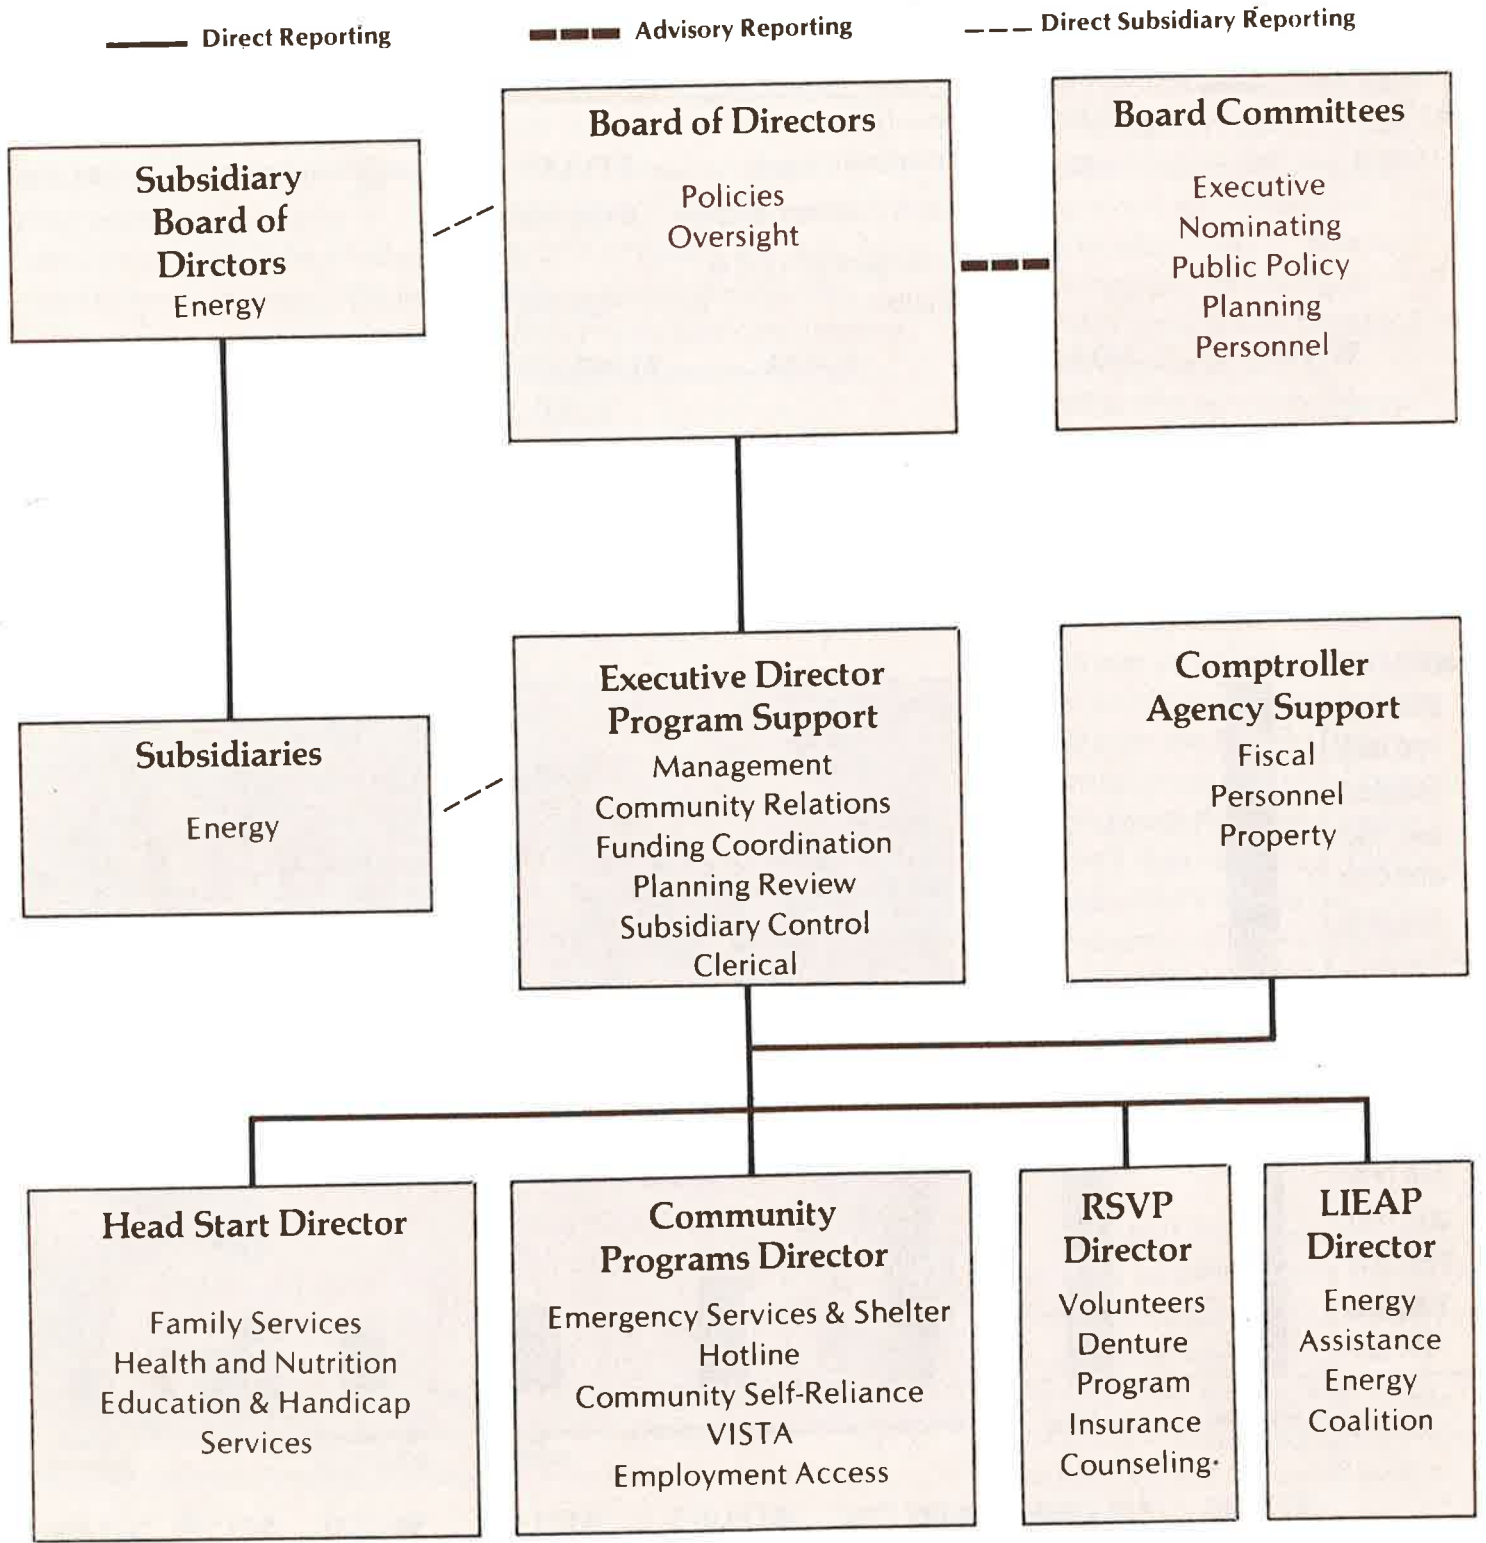 Direct Reporting
Advisory Reporting
Direct Subsidiary Reporting
Subsidiary
Board of
Dirctors
Energy
Board of Directors
Policies
Oversight
Board Committees
Executive
Nominating
Public Policy
Planning
Personnel
Subsidiaries
Energy
Executive Director
Program Support
Management
Community Relations
Funding Coordination
Planning Review
Subsidiary Control
Clerical
Comptroller
Agency Support
Fiscal
Personnel
Property
Head Start Director
Family Services
Health and Nutrition
Education & Handicap
Services
Community
Programs Director
Emergency Services & Shelter
Hotline
Community Self-Reliance
VISTA
Employment Access
RSVP
Director
Volunteers
Denture
Program
Insurance
Counseling
LIEAP
Director
Energy
Assistance
Energy
Coalition